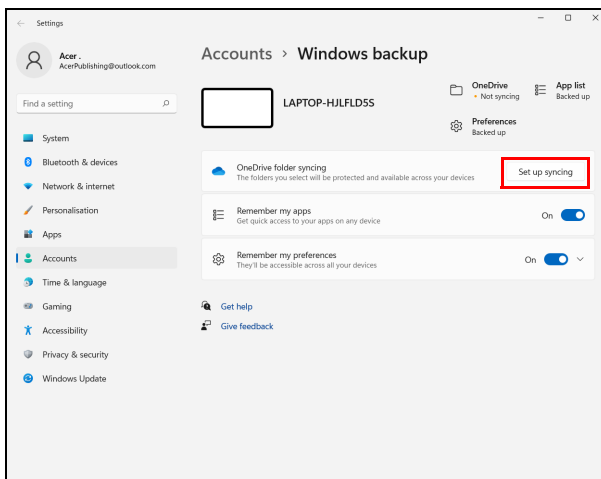 Settings
Acer .
AcerPublishing@outlook.com
Find a setting
System
Bluetooth & devices
Network & internet
Personalisation
Apps
Accounts
Time & language
Gaming
Accessibility
Privacy & security
Windows Update
Accounts > Windows backup
LAPTOP-HJLFLD5S
OneDrive
• Not syncing
App list
Backed up
Preferences
Backed up
OneDrive folder syncing
The folders you select will be protected and available across your devices
Set up syncing
Remember my apps
Get quick access to your apps on any device
On
Remember my preferences
They'll be accessible across all your devices
On
Get help
Give feedback